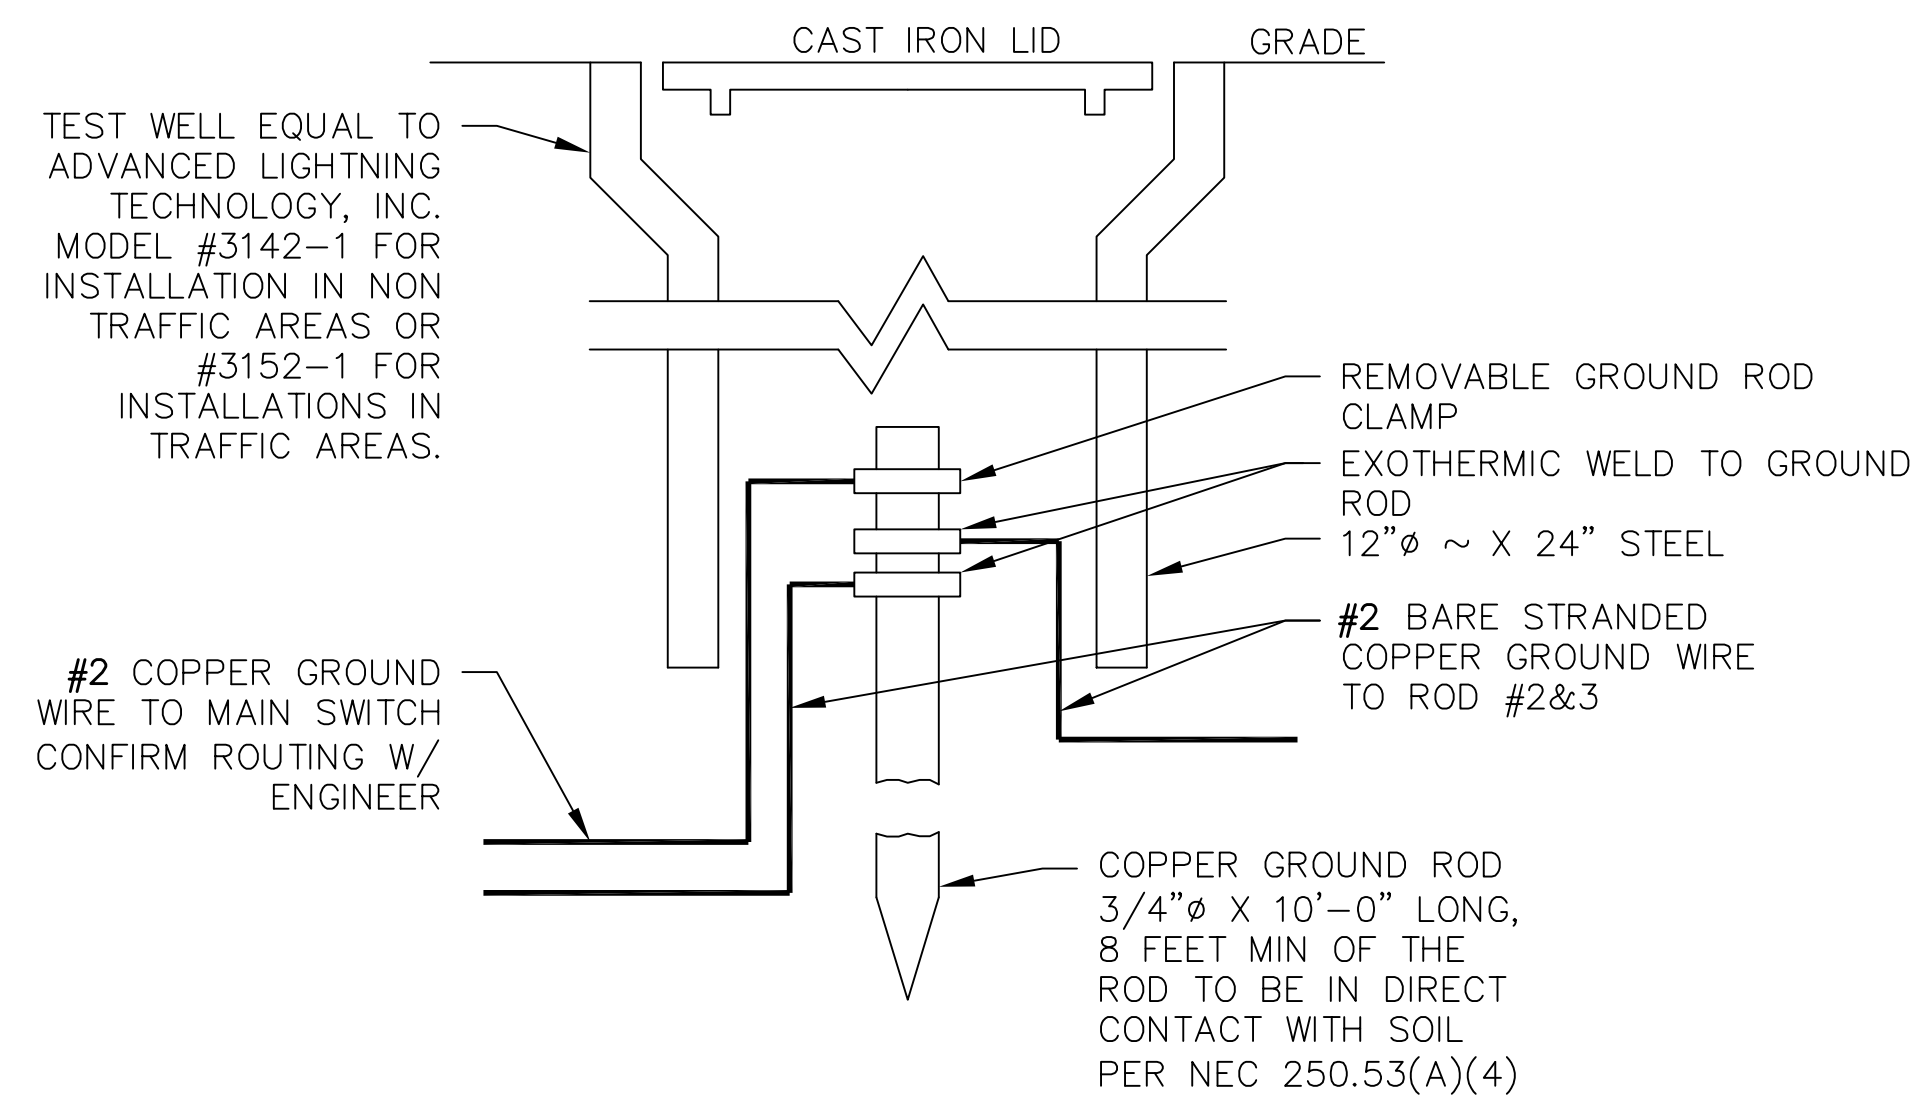 CAST IRON LID
GRADE
TEST WELL EQUAL TO
ADVANCED LIGHTNING
TECHNOLOGY, INC.
MODEL #3142-1 FOR
INSTALLATION IN NON
TRAFFIC AREAS OR
#3152-1 FOR
INSTALLATIONS IN
TRAFFIC AREAS.
REMOVABLE GROUND ROD
CLAMP
EXOTHERMIC WELD TO GROUND
ROD
12"ø ~ X 24" STEEL
#2 BARE STRANDED
COPPER GROUND WIRE
TO ROD #2&3
#2 COPPER GROUND
WIRE TO MAIN SWITCH
CONFIRM ROUTING W/
ENGINEER
COPPER GROUND ROD
3/4"ø X 10'-0" LONG,
8 FEET MIN OF THE
ROD TO BE IN DIRECT
CONTACT WITH SOIL
PER NEC 250.53(A)(4)